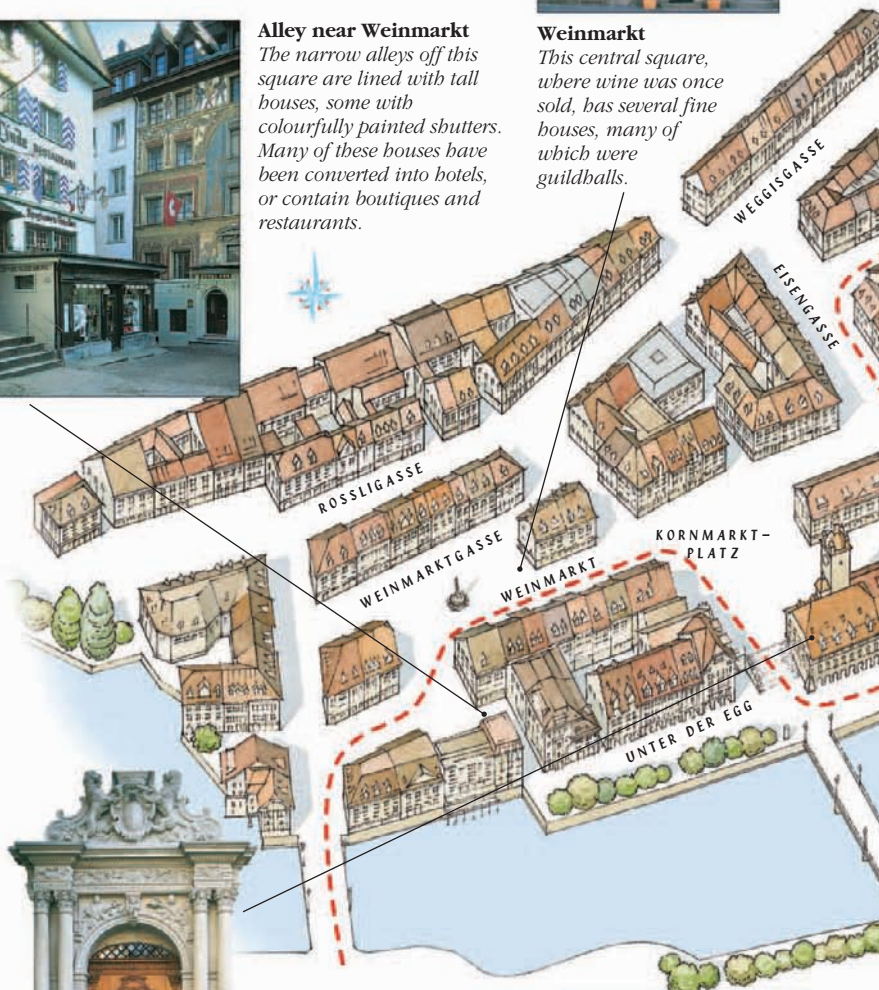 Alley near Weinmarkt
The narrow alleys off this
square are lined with tall
houses, some with
colourfully painted shutters.
Many of these houses have
been converted into hotels,
or contain boutiques and
restaurants.
Weinmarkt
This central square,
where wine was once
sold, has several fine
houses, many of
which were
guildhalls.
RESTAURANT
WEGGISGASSE
EISENGASSE
ROSSLIGASSE
WEINMARKTGASSE
WEINMARKT
KORNMARKT–
PLATZ
UNTER DER EGG